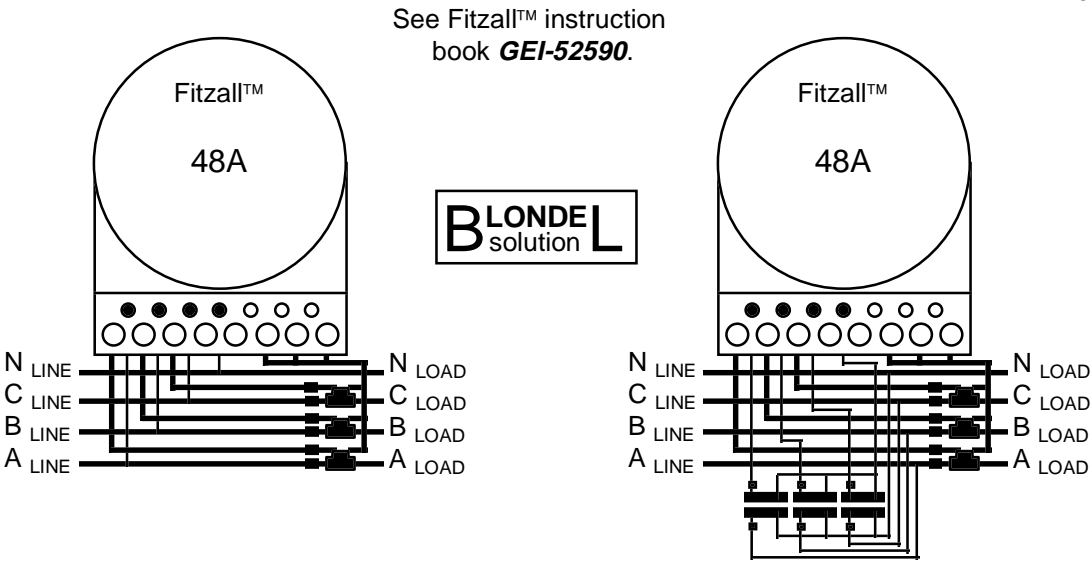 See Fitzall™ instruction
book GEI-52590.
Fitzall™
48A
BLONDEL
solution
N LINE
C LINE
B LINE
A LINE
N LOAD
C LOAD
B LOAD
A LOAD
Fitzall™
48A
N LINE
C LINE
B LINE
A LINE
N LOAD
C LOAD
B LOAD
A LOAD